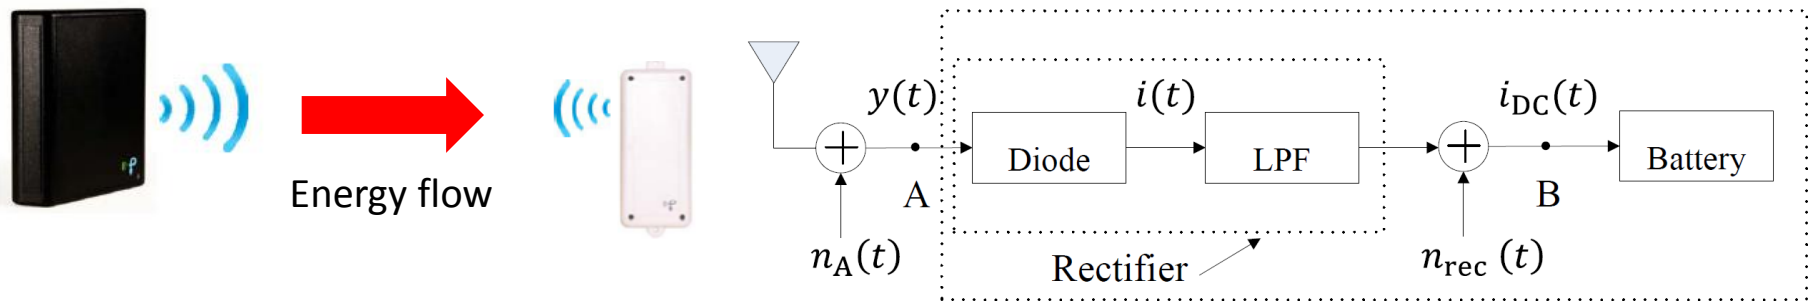 Energy flow
y(t)
i(t)
i_DC(t)
+
Diode
LPF
+
Battery
A
B
n_A(t)
Rectifier
n_rec (t)